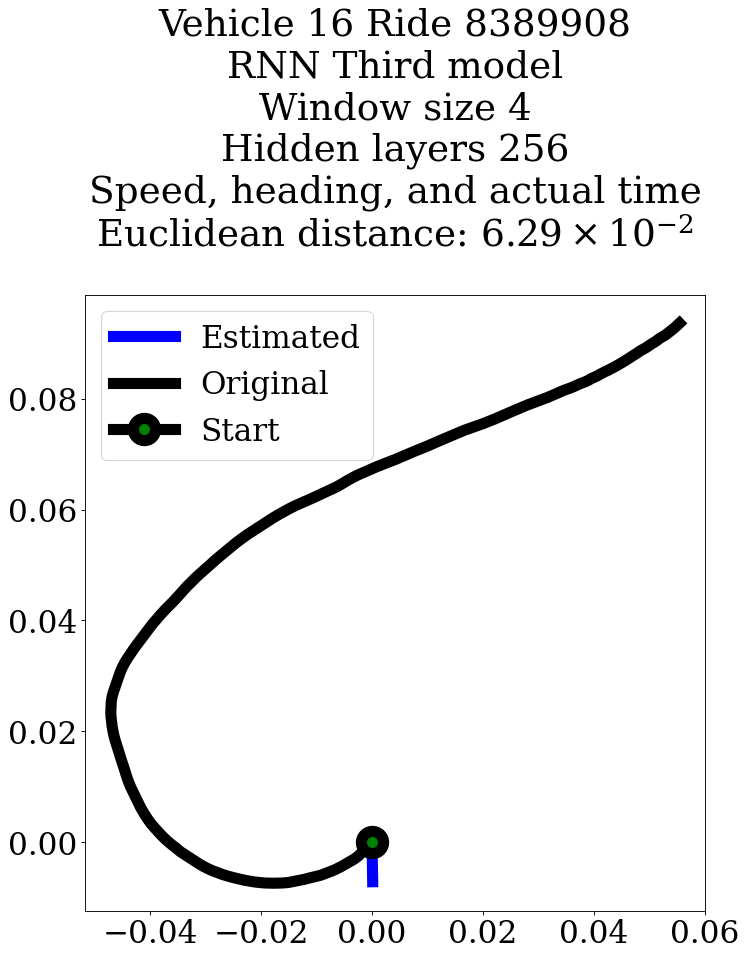 Vehicle 16 Ride 8389908
RNN Third model
Window size 4
Hidden layers 256
Speed, heading, and actual time
Euclidean distance: 6.29 × 10⁻²
Estimated
Original
Start
0.08
0.06
0.04
0.02
0.00
−0.04 −0.02 0.00 0.02 0.04 0.06